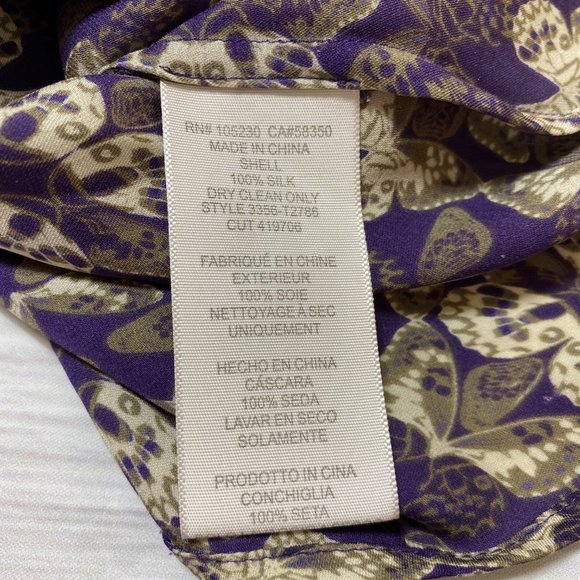 RN# 105230 CA#58350
MADE IN CHINA
SHELL
100% SILK
DRY CLEAN ONLY
STYLE 3356-T2786
CUT 419706
FABRIQUÉ EN CHINE
EXTERIEUR
100% SOIE
NETTOYAGE À SEC
UNIQUEMENT
HECHO EN CHINA
CÁSCARA
100% SEDA
LAVAR EN SECO
SOLAMENTE
PRODOTTO IN CINA
CONCHIGLIA
100% SETA